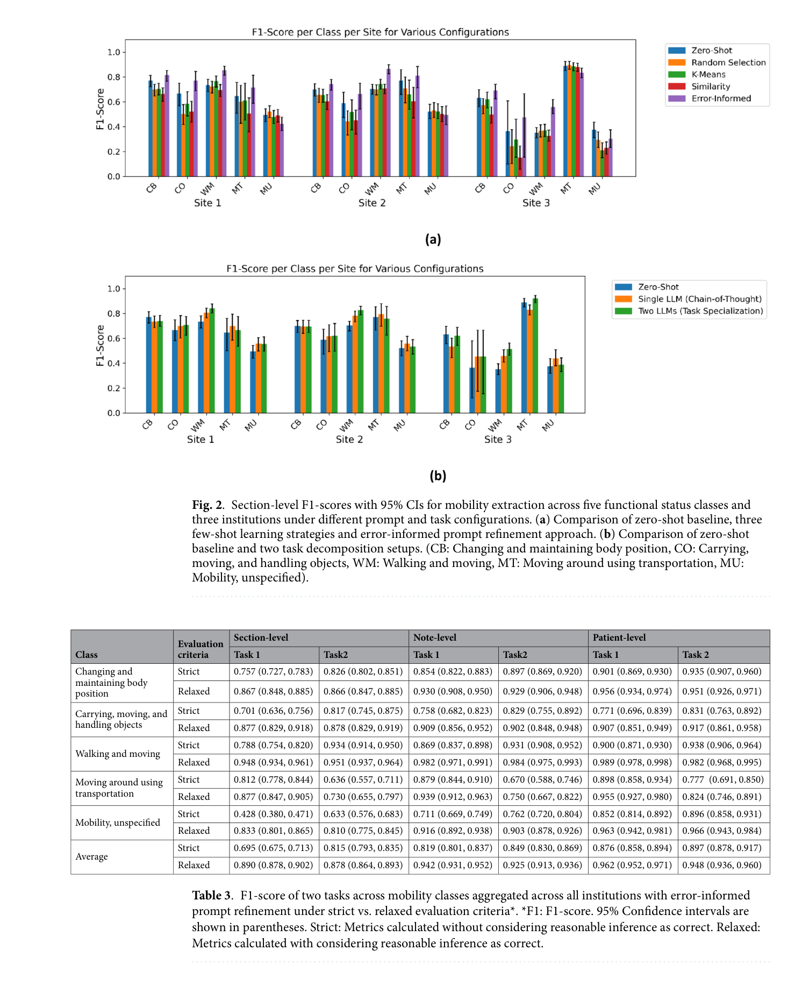 F1-Score per Class per Site for Various Configurations
1.0
0.8
0.6
0.4
0.2
0.0
F1-Score
CB
CO
WM
MT
MU
CB
CO
WM
MT
MU
CB
CO
WM
MT
MU
Site 1
Site 2
Site 3
Zero-Shot
Random Selection
K-Means
Similarity
Error-Informed
(a)
F1-Score per Class per Site for Various Configurations
1.0
0.8
0.6
0.4
0.2
0.0
F1-Score
CB
CO
WM
MT
MU
CB
CO
WM
MT
MU
CB
CO
WM
MT
MU
Site 1
Site 2
Site 3
Zero-Shot
Single LLM (Chain-of-Thought)
Two LLMs (Task Specialization)
(b)
Fig. 2. Section-level F1-scores with 95% CIs for mobility extraction across five functional status classes and
three institutions under different prompt and task configurations. (a) Comparison of zero-shot baseline, three
few-shot learning strategies and error-informed prompt refinement approach. (b) Comparison of zero-shot
baseline and two task decomposition setups. (CB: Changing and maintaining body position, CO: Carrying,
moving, and handling objects, WM: Walking and moving, MT: Moving around using transportation, MU:
Mobility, unspecified).
Class Evaluation criteria Section-level Note-level Patient-level
Task 1 Task2 Task 1 Task2 Task 1 Task 2
Changing and maintaining body position
Strict 0.757 (0.727, 0.783) 0.826 (0.802, 0.851) 0.854 (0.822, 0.883) 0.897 (0.869, 0.920) 0.901 (0.869, 0.930) 0.935 (0.907, 0.960)
Relaxed 0.867 (0.848, 0.885) 0.866 (0.847, 0.885) 0.930 (0.908, 0.950) 0.929 (0.906, 0.948) 0.956 (0.934, 0.974) 0.951 (0.926, 0.971)
Carrying, moving, and handling objects
Strict 0.701 (0.636, 0.756) 0.817 (0.745, 0.875) 0.758 (0.682, 0.823) 0.829 (0.755, 0.892) 0.771 (0.696, 0.839) 0.831 (0.763, 0.892)
Relaxed 0.877 (0.829, 0.918) 0.878 (0.829, 0.919) 0.909 (0.856, 0.952) 0.902 (0.848, 0.948) 0.907 (0.851, 0.949) 0.917 (0.861, 0.958)
Walking and moving
Strict 0.788 (0.754, 0.820) 0.934 (0.914, 0.950) 0.869 (0.837, 0.898) 0.931 (0.908, 0.952) 0.900 (0.871, 0.930) 0.938 (0.906, 0.964)
Relaxed 0.948 (0.934, 0.961) 0.951 (0.937, 0.964) 0.982 (0.971, 0.991) 0.984 (0.975, 0.993) 0.989 (0.978, 0.998) 0.982 (0.968, 0.995)
Moving around using transportation
Strict 0.812 (0.778, 0.844) 0.636 (0.557, 0.711) 0.879 (0.844, 0.910) 0.670 (0.588, 0.746) 0.898 (0.858, 0.934) 0.777 (0.691, 0.850)
Relaxed 0.877 (0.847, 0.905) 0.730 (0.655, 0.797) 0.939 (0.912, 0.963) 0.750 (0.667, 0.822) 0.955 (0.927, 0.980) 0.824 (0.746, 0.891)
Mobility, unspecified
Strict 0.428 (0.380, 0.471) 0.633 (0.576, 0.683) 0.711 (0.669, 0.749) 0.762 (0.720, 0.804) 0.852 (0.814, 0.892) 0.896 (0.858, 0.931)
Relaxed 0.833 (0.801, 0.865) 0.810 (0.775, 0.845) 0.916 (0.892, 0.938) 0.903 (0.878, 0.926) 0.963 (0.942, 0.981) 0.966 (0.943, 0.984)
Average
Strict 0.695 (0.675, 0.713) 0.815 (0.793, 0.835) 0.819 (0.801, 0.837) 0.849 (0.830, 0.869) 0.876 (0.858, 0.894) 0.897 (0.878, 0.917)
Relaxed 0.890 (0.878, 0.902) 0.878 (0.864, 0.893) 0.942 (0.931, 0.952) 0.925 (0.913, 0.936) 0.962 (0.952, 0.971) 0.948 (0.936, 0.960)
Table 3. F1-score of two tasks across mobility classes aggregated across all institutions with error-informed
prompt refinement under strict vs. relaxed evaluation criteria*. *F1: F1-score. 95% Confidence intervals are
shown in parentheses. Strict: Metrics calculated without considering reasonable inference as correct. Relaxed:
Metrics calculated with considering reasonable inference as correct.